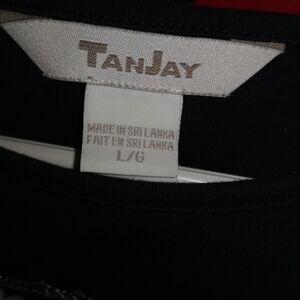 TANJAY
MADE IN SRI LANKA
FAIT EN SRI LANKA
L/G